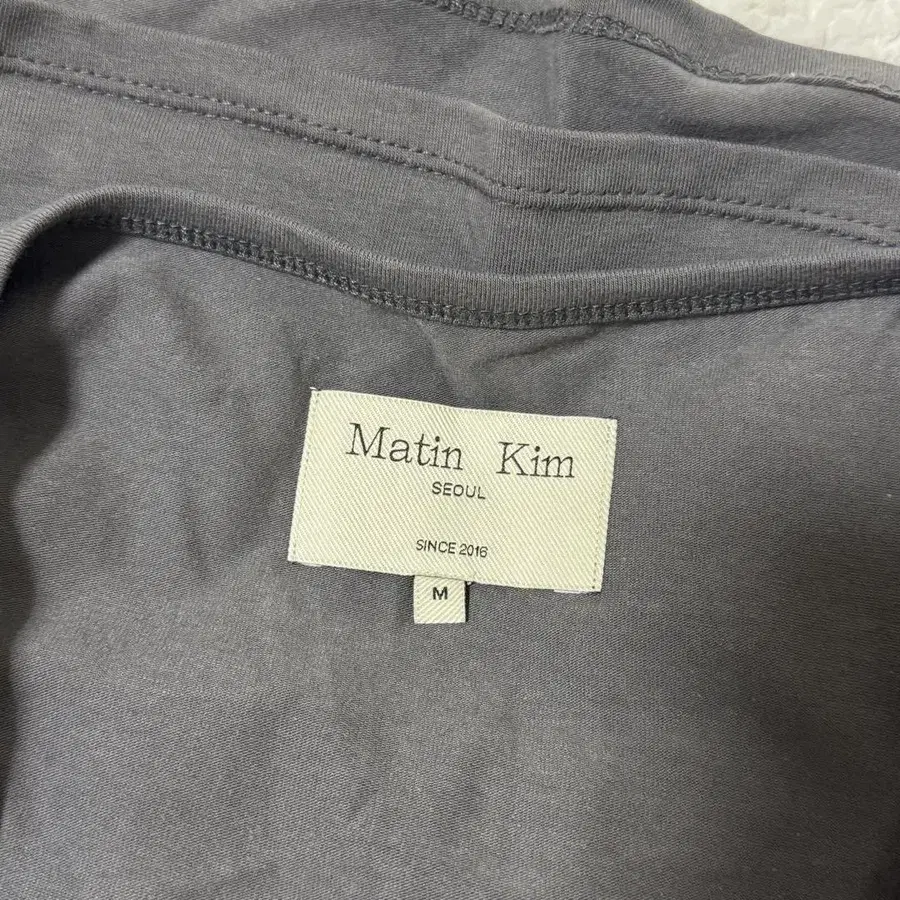 Matin Kim
SEOUL
SINCE 2016
M